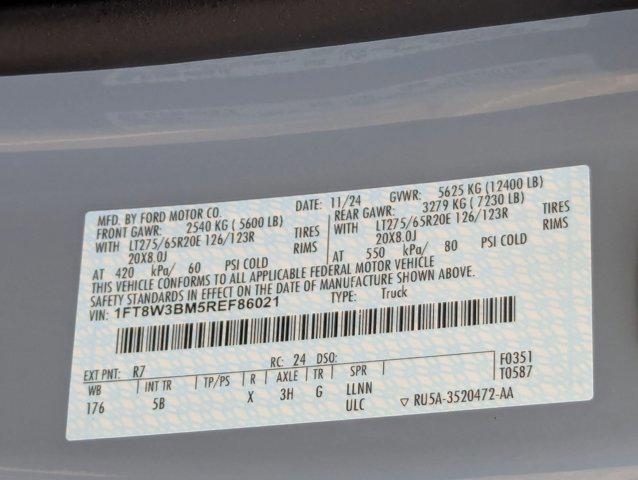 MFD. BY FORD MOTOR CO. DATE: 11/24 GVWR: 5625 KG (12400 LB)
FRONT GAWR: 2540 KG ( 5600 LB) REAR GAWR: 3279 KG ( 7230 LB)
WITH LT275/65R20E 126/123R TIRES WITH LT275/65R20E 126/123R TIRES
20X8.0J RIMS 20X8.0J RIMS
AT 420 kPa/ 60 PSI COLD AT 550 kPa/ 80 PSI COLD
THIS VEHICLE CONFORMS TO ALL APPLICABLE FEDERAL MOTOR VEHICLE
SAFETY STANDARDS IN EFFECT ON THE DATE OF MANUFACTURE SHOWN ABOVE.
VIN: 1FT8W3BM5REF86021 TYPE: Truck
EXT PNT: R7 RC: 24 DSO: F0351
WB INT TR TP/PS R AXLE TR SPR T0587
176 5B X 3H G LLNN
ULC ▽ RU5A-3520472-AA